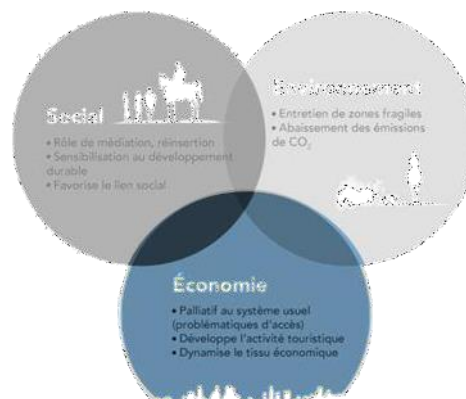 Social
• Rôle de médiation, réinsertion
• Sensibilisation au développement
durable
• Favorise le lien social
Environnement
• Entretien de zones fragiles
• Abaissement des émissions
de CO₂
Économie
• Palliatif au système usuel
(problématiques d'accès)
• Développe l'activité touristique
• Dynamise le tissu économique